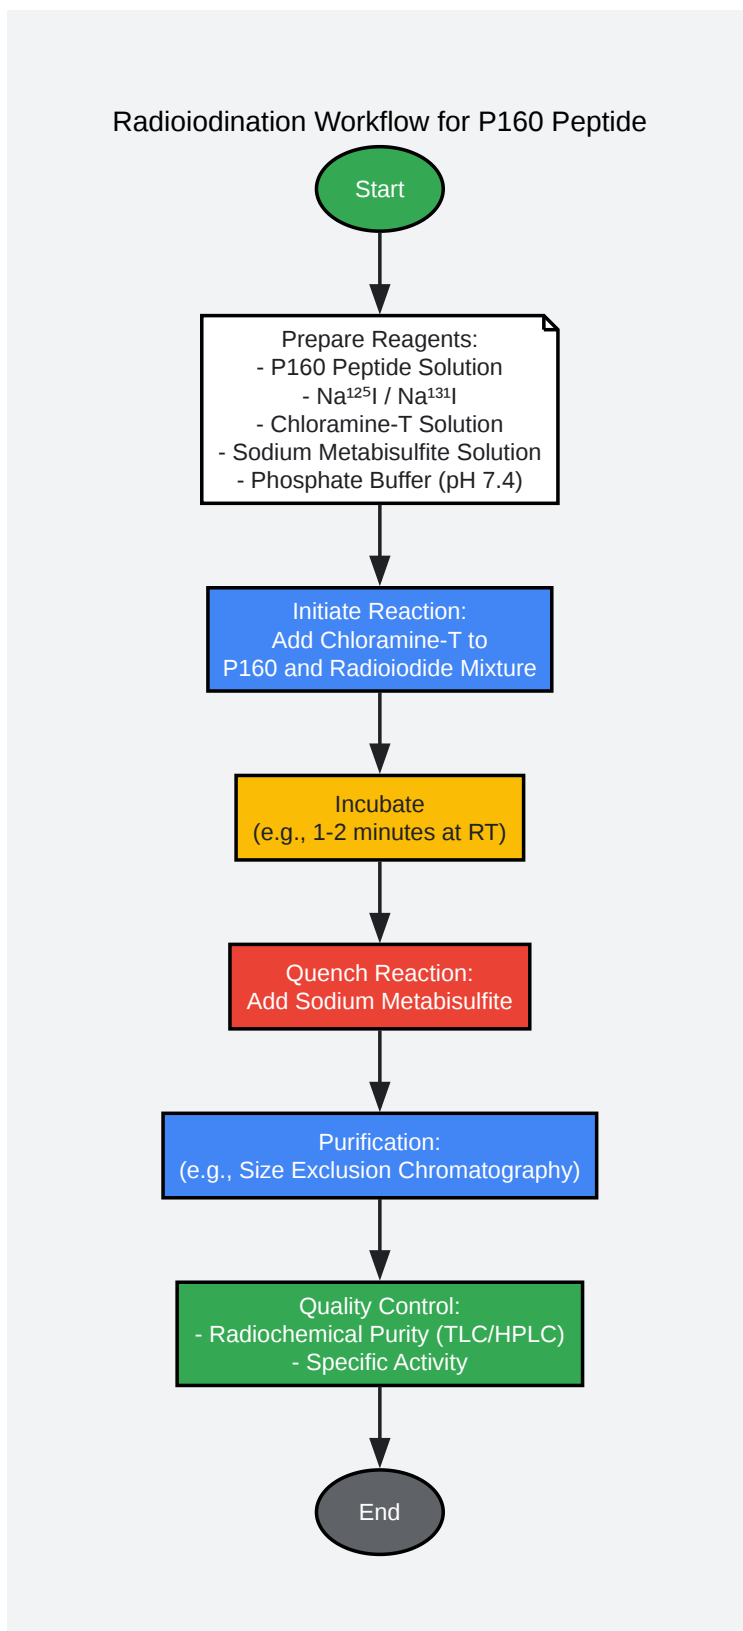 Radioiodination Workflow for P160 Peptide
Start
Prepare Reagents:
- P160 Peptide Solution
- Na¹²⁵I / Na¹³¹I
- Chloramine-T Solution
- Sodium Metabisulfite Solution
- Phosphate Buffer (pH 7.4)
Initiate Reaction:
Add Chloramine-T to
P160 and Radioiodide Mixture
Incubate
(e.g., 1-2 minutes at RT)
Quench Reaction:
Add Sodium Metabisulfite
Purification:
(e.g., Size Exclusion Chromatography)
Quality Control:
- Radiochemical Purity (TLC/HPLC)
- Specific Activity
End